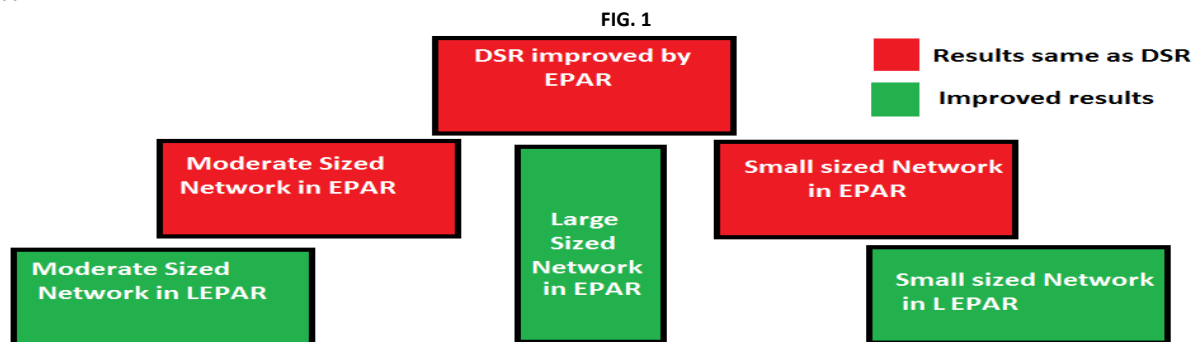 FIG. 1
DSR improved by
EPAR
Results same as DSR
Improved results
Moderate Sized
Network in EPAR
Small sized Network
in EPAR
Large
Sized
Network
in EPAR
Moderate Sized
Network in LEPAR
Small sized Network
in L EPAR